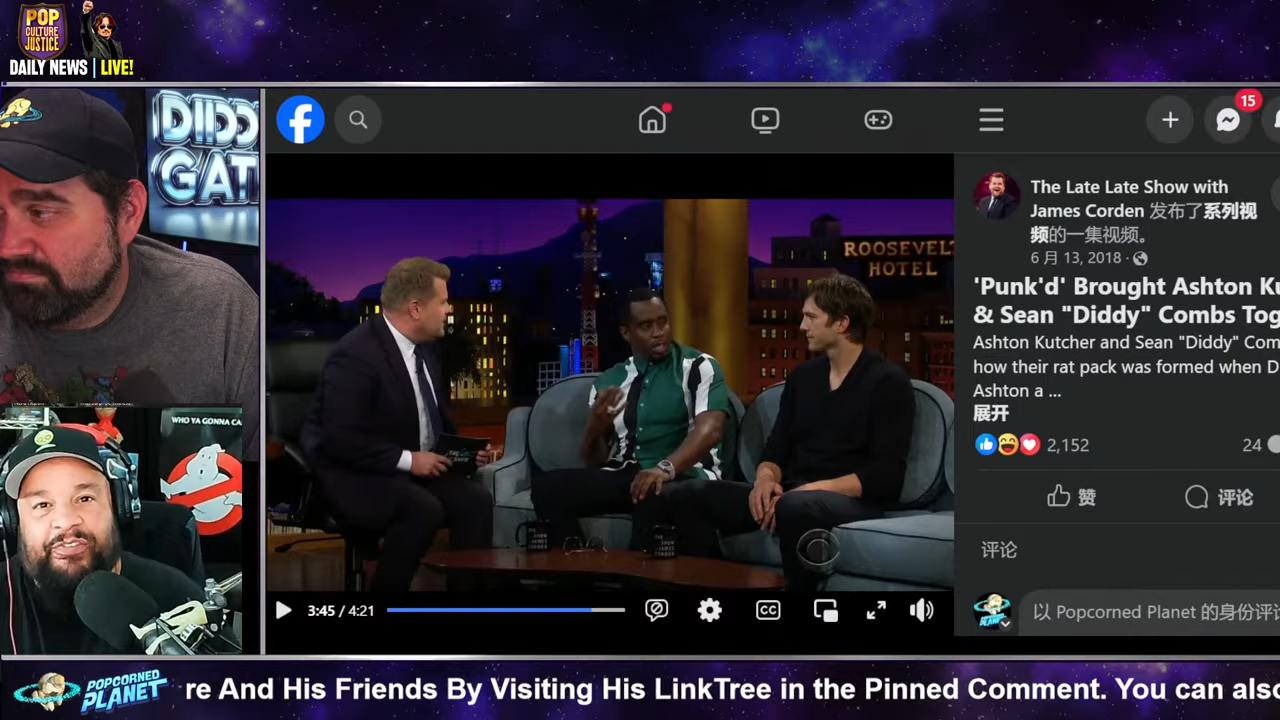 POP
CULTURE
JUSTICE
DAILY NEWS | LIVE!
DIDD
GAT
WHO YA GONNA CA
15
ROOSEVELT
HOTEL
3:45 / 4:21
CC
The Late Late Show with
James Corden 发布了系列视
频的一集视频。
6 月 13, 2018 ·
'Punk'd' Brought Ashton Ku
& Sean "Diddy" Combs Tog
Ashton Kutcher and Sean "Diddy" Com
how their rat pack was formed when D
Ashton a ...
展开
2,152
24
赞
评论
评论
以 Popcorned Planet 的身份评论
POPCORNED
PLANET
re And His Friends By Visiting His LinkTree in the Pinned Comment. You can also